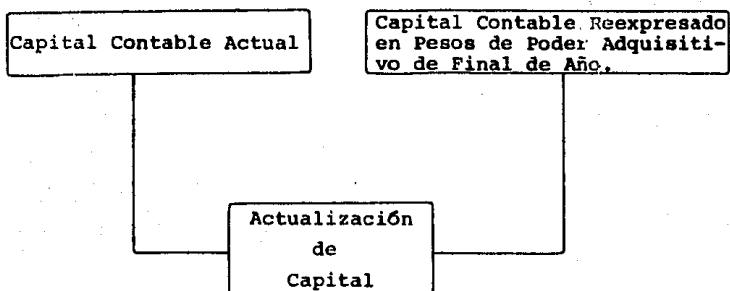 Capital Contable Actual
Capital Contable Reexpresado
en Pesos de Poder Adquisiti-
vo de Final de Año.
Actualización
de
Capital